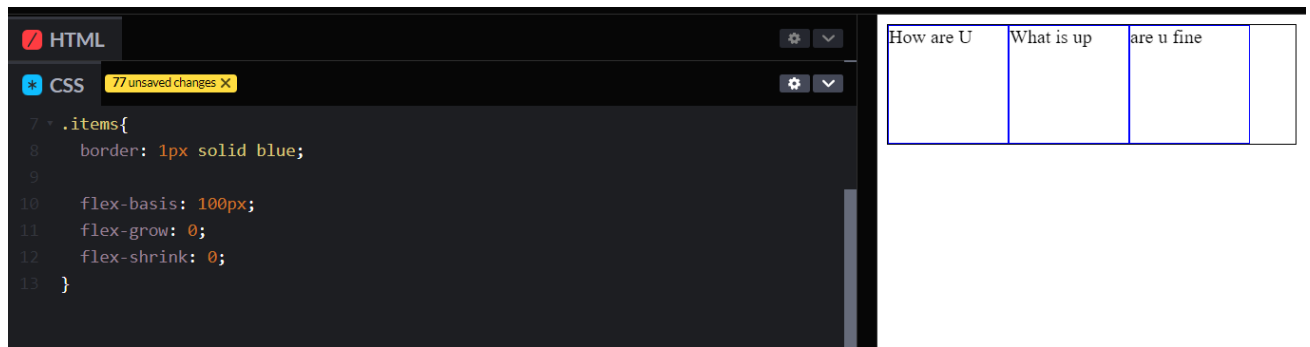 / HTML
* CSS 77 unsaved changes X
7 .items{
8 border: 1px solid blue;
9
10 flex-basis: 100px;
11 flex-grow: 0;
12 flex-shrink: 0;
13 }
How are U What is up are u fine